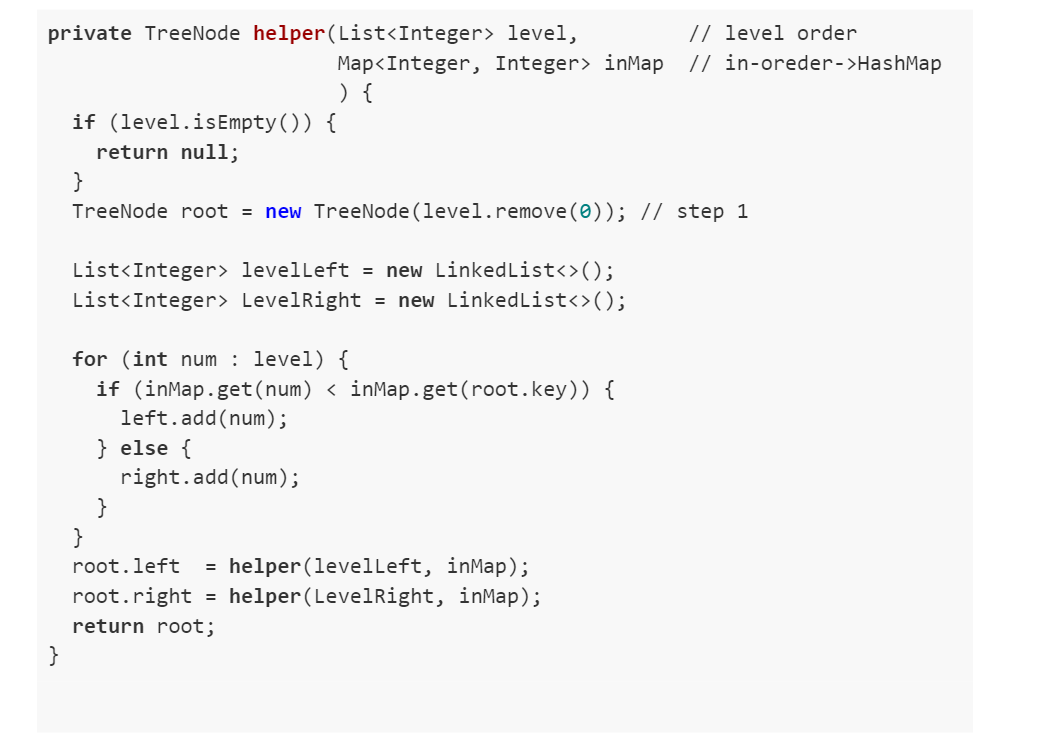 private TreeNode helper(List<Integer> level,         // level order
                        Map<Integer, Integer> inMap  // in-oreder->HashMap
                        ) {
  if (level.isEmpty()) {
    return null;
  }
  TreeNode root = new TreeNode(level.remove(0)); // step 1
  List<Integer> levelLeft = new LinkedList<>();
  List<Integer> LevelRight = new LinkedList<>();
  for (int num : level) {
    if (inMap.get(num) < inMap.get(root.key)) {
      left.add(num);
    } else {
      right.add(num);
    }
  }
  root.left  = helper(levelLeft, inMap);
  root.right = helper(LevelRight, inMap);
  return root;
}